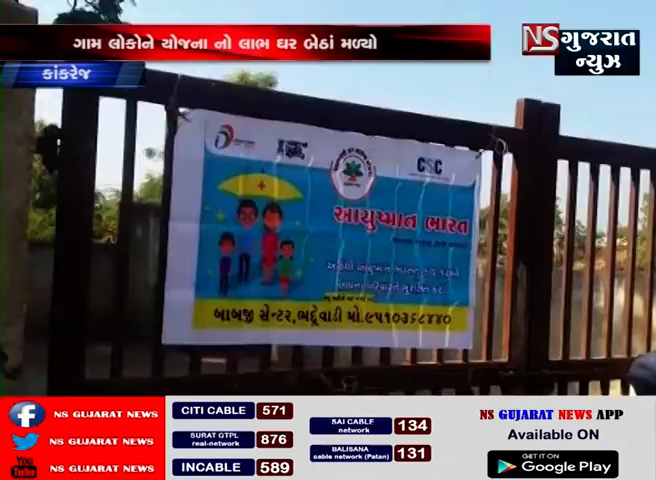 ગામ લોકોને યોજના નો લાભ ઘર બેઠાં મળ્યો
કાંકરેજ
NS ગુજરાત
ન્યુઝ
CSC
આયુષ્માન ભારત
બાબજી સેન્ટર,ભદ્રેવાડી મો.૯૫૧૦૩૬૮૪૪૦
NS GUJARAT NEWS
NS GUJARAT NEWS
NS GUJARAT NEWS
CITI CABLE 571
SURAT GTPL
real-network 876
INCABLE 589
SAI CABLE
network 134
BALISANA
cable network (Patan) 131
NS GUJARAT NEWS APP
Available ON
GET IT ON
Google Play